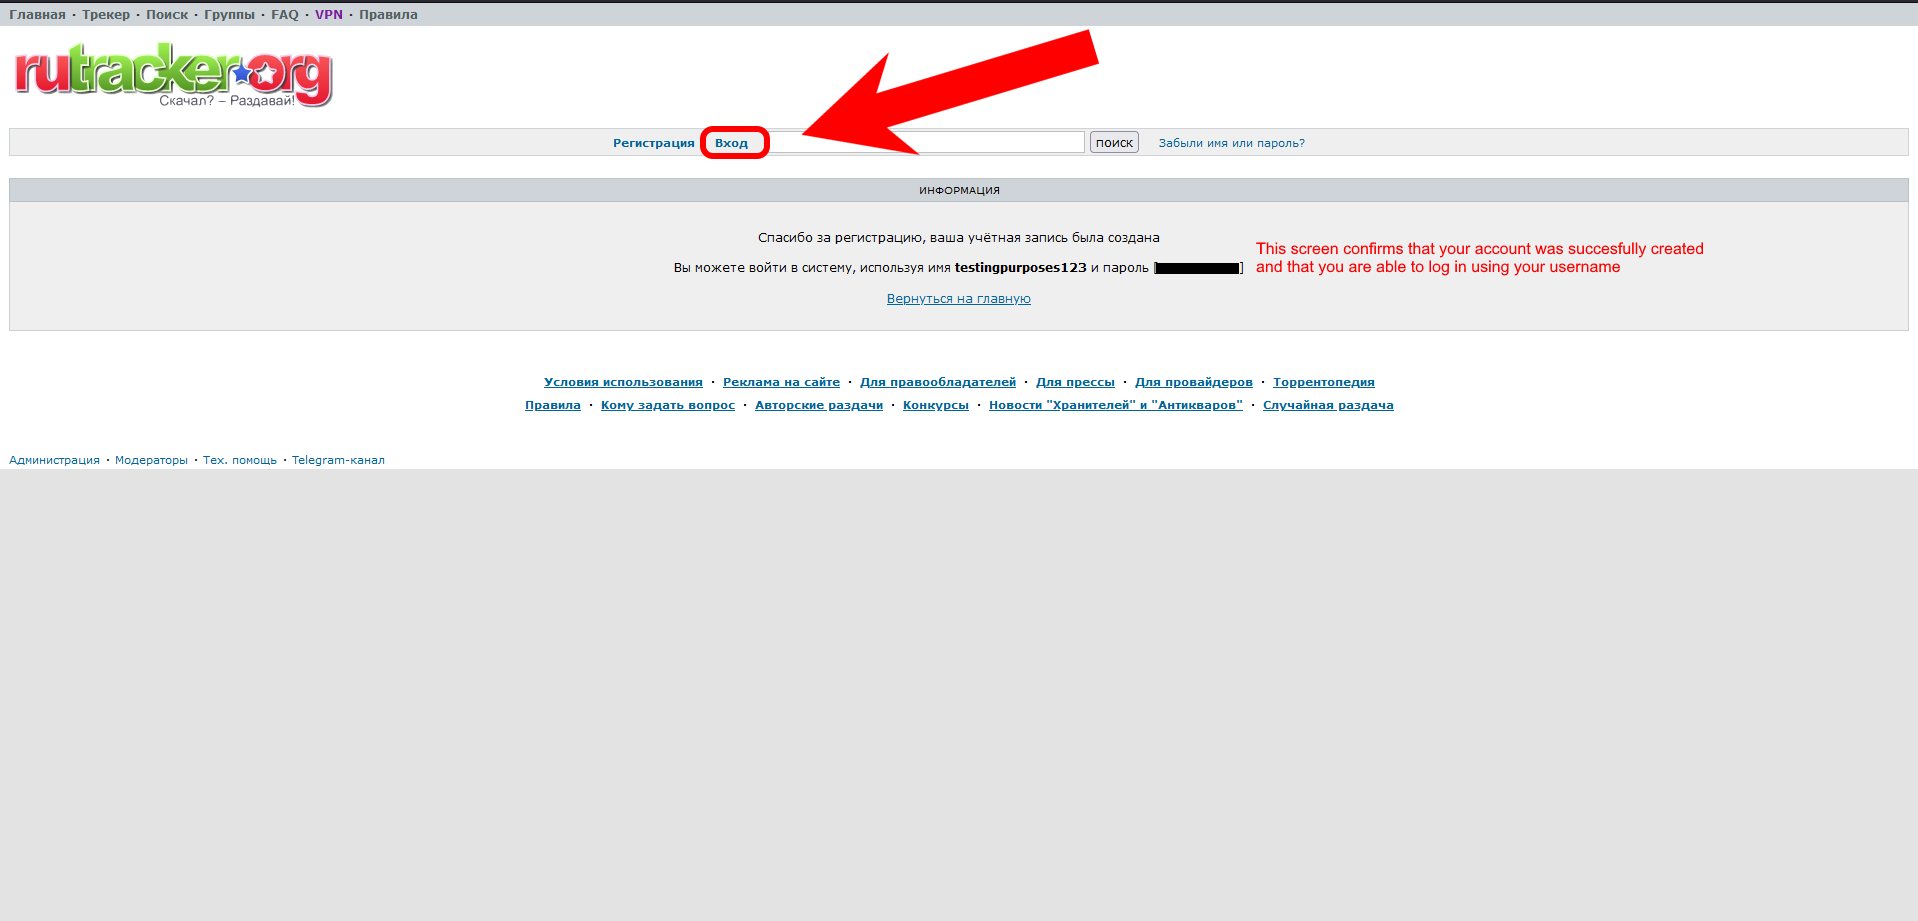 Главная · Трекер · Поиск · Группы · FAQ · VPN · Правила
rutracker.org
Скачал? – Раздавай!
Регистрация Вход поиск Забыли имя или пароль?
ИНФОРМАЦИЯ
Спасибо за регистрацию, ваша учётная запись была создана
Вы можете войти в систему, используя имя testingpurposes123 и пароль [ ]
This screen confirms that your account was succesfully created
and that you are able to log in using your username
Вернуться на главную
Условия использования · Реклама на сайте · Для правообладателей · Для прессы · Для провайдеров · Торрентопедия
Правила · Кому задать вопрос · Авторские раздачи · Конкурсы · Новости "Хранителей" и "Антикваров" · Случайная раздача
Администрация · Модераторы · Тех. помощь · Telegram-канал